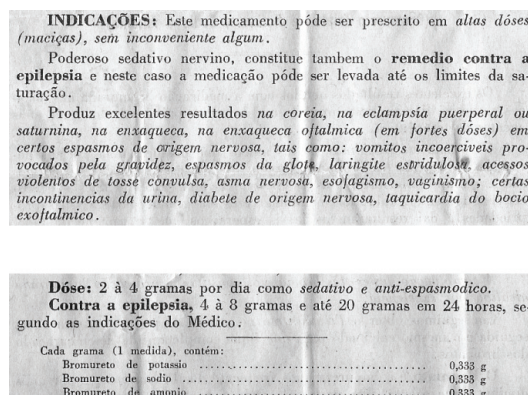 INDICAÇÕES: Este medicamento póde ser prescrito em altas dóses
(maciças), sem inconveniente algum.
Poderoso sedativo nervino, constitue tambem o remedio contra a
epilepsia e neste caso a medicação póde ser levada até os limites da sa-
turação.
Produz excelentes resultados na coreia, na eclampsía puerperal ou
saturnina, na enxaqueca, na enxaqueca oftalmica (em fortes dóses) em
certos espasmos de origem nervosa, tais como: vomitos incoerciveis pro-
vocados pela gravidez, espasmos da glote, laringite estridulosa, acessos
violentos de tosse convulsa, asma nervosa, esofagismo, vaginismo; certas
incontinencias da urina, diabete de origem nervosa, taquicardia do bocio
exoftalmico.
Dóse: 2 à 4 gramas por dia como sedativo e anti-espasmodico.
Contra a epilepsia, 4 à 8 gramas e até 20 gramas em 24 horas, se-
gundo as indicações do Médico.
Cada grama (1 medida), contém:
Bromureto de potassio .......................................... 0,333 g
Bromureto de sodio .......................................... 0,333 g
Bromureto de amonio .......................................... 0,333 g